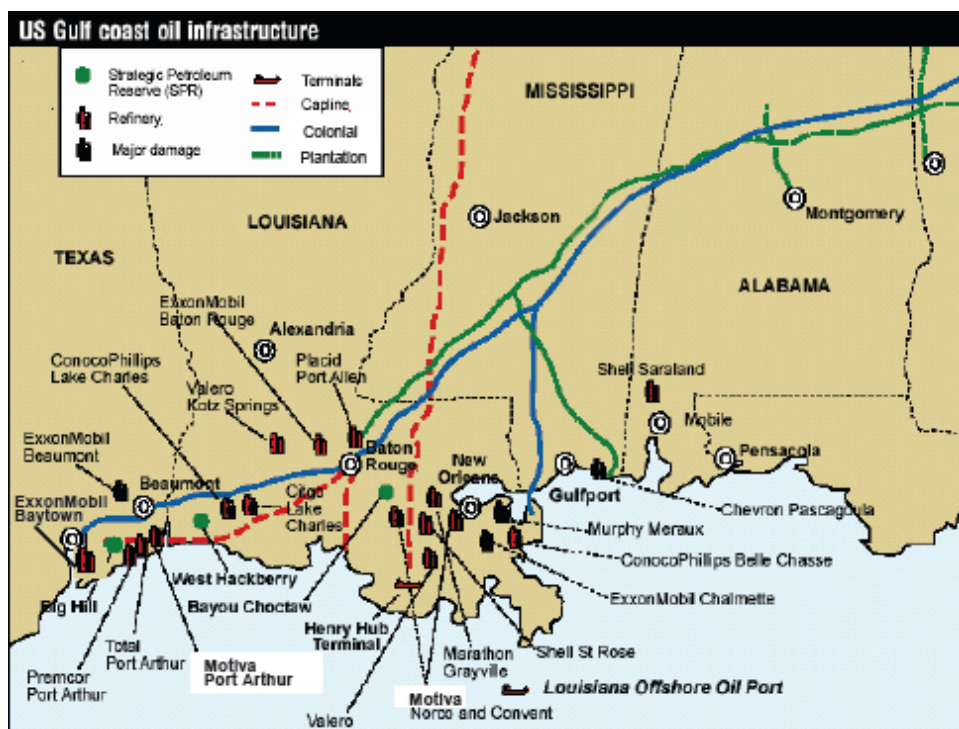 US Gulf coast oil infrastructure
Strategic Petroleum
Reserve (SPR)
Refinery
Major damage
Terminals
Capline
Colonial
Plantation
MISSISSIPPI
LOUISIANA
TEXAS
ALABAMA
Jackson
Montgomery
ExxonMobil
Baton Rouge
Alexandria
ConocoPhillips
Lake Charles
Valero
Kotz Springs
Placid
Port Allen
Shell Saraland
Mobile
ExxonMobil
Beaumont
Beaumont
Baton
Rouge
New
Orleans
Pensacola
ExxonMobil
Baytown
Citgo
Lake
Charles
Gulfport
Chevron Pascagoula
Murphy Meraux
West Hackberry
ConocoPhillips Belle Chasse
Big Hill
Bayou Choctaw
ExxonMobil Chalmette
Henry Hub
Terminal
Total
Port Arthur
Motiva
Port Arthur
Marathon
Grayville
Shell St Rose
Premcor
Port Arthur
Motiva
Norco and Convent
Louisiana Offshore Oil Port
Valero